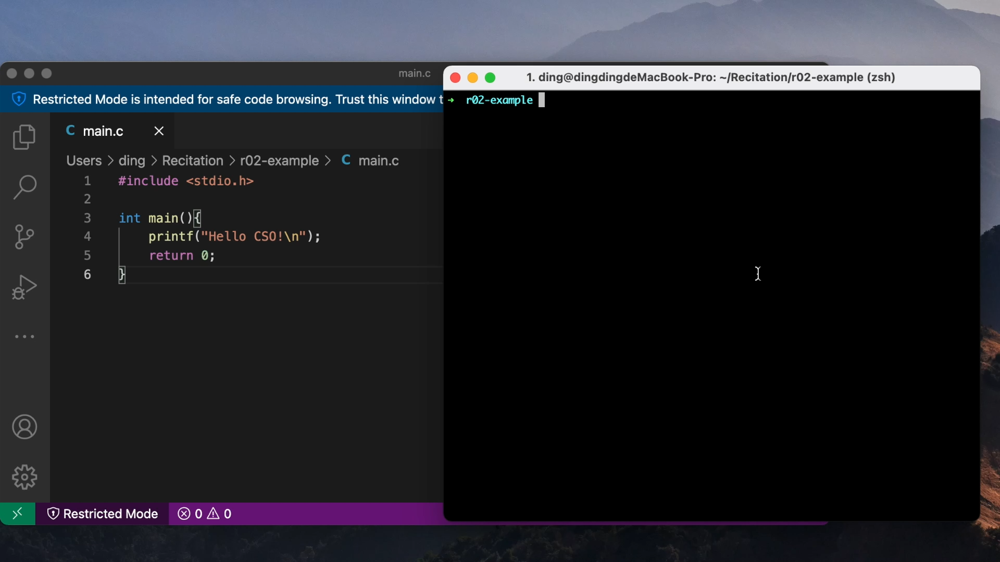 main.c
Restricted Mode is intended for safe code browsing. Trust this window t
C main.c
Users > ding > Recitation > r02-example > C main.c
1 #include <stdio.h>
2
3 int main(){
4 printf("Hello CSO!\n");
5 return 0;
6 }
Restricted Mode 0 0
1. ding@dingdingdeMacBook-Pro: ~/Recitation/r02-example (zsh)
➜ r02-example